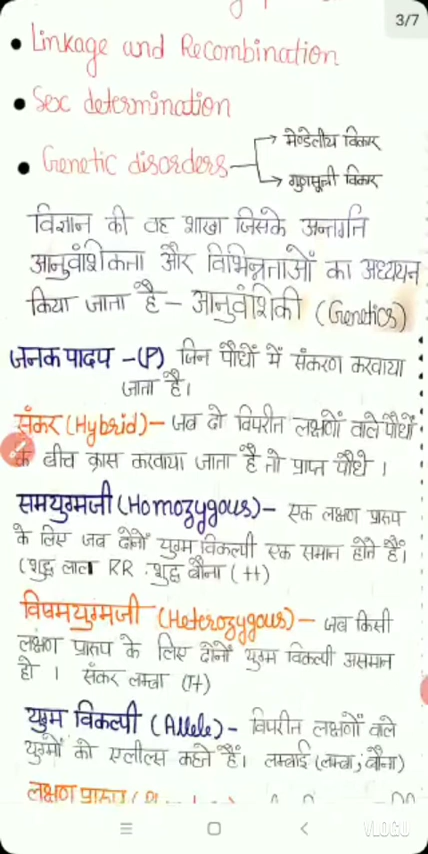 3/7
• Linkage and Recombination
• Sex determination
• Genetic disorders → मेण्डेलीय विकार
→ गुणसूत्री विकार
विज्ञान की वह शाखा जिसके अन्तर्गत
आनुवंशिकता और विभिन्नताओं का अध्ययन
किया जाता है – आनुवंशिकी (Genetics)
जनक पादप –(P) जिन पौधों में संकरण करवाया
जाता है।
संकर (Hybrid) – जब दो विपरीत लक्षणों वाले पौधों
के बीच क्रास करवाया जाता है तो प्राप्त पौधे ।
समयुग्मजी (Homozygous) – एक लक्षण प्रारूप
के लिए जब दोनों युग्म विकल्पी एक समान होते हैं।
(शुद्ध लाल RR शुद्ध बौना (tt)
विषमयुग्मजी (Heterozygous) – जब किसी
लक्षण प्रारूप के लिए दोनों युग्म विकल्पी असमान
हो । संकर लम्बा (Tt)
युग्म विकल्पी (Allele) – विपरीत लक्षणों वाले
युग्मों को एलील्स कहते हैं। लम्बाई (लम्बा; बौना)
लक्षण प्रारूप
VLOGU